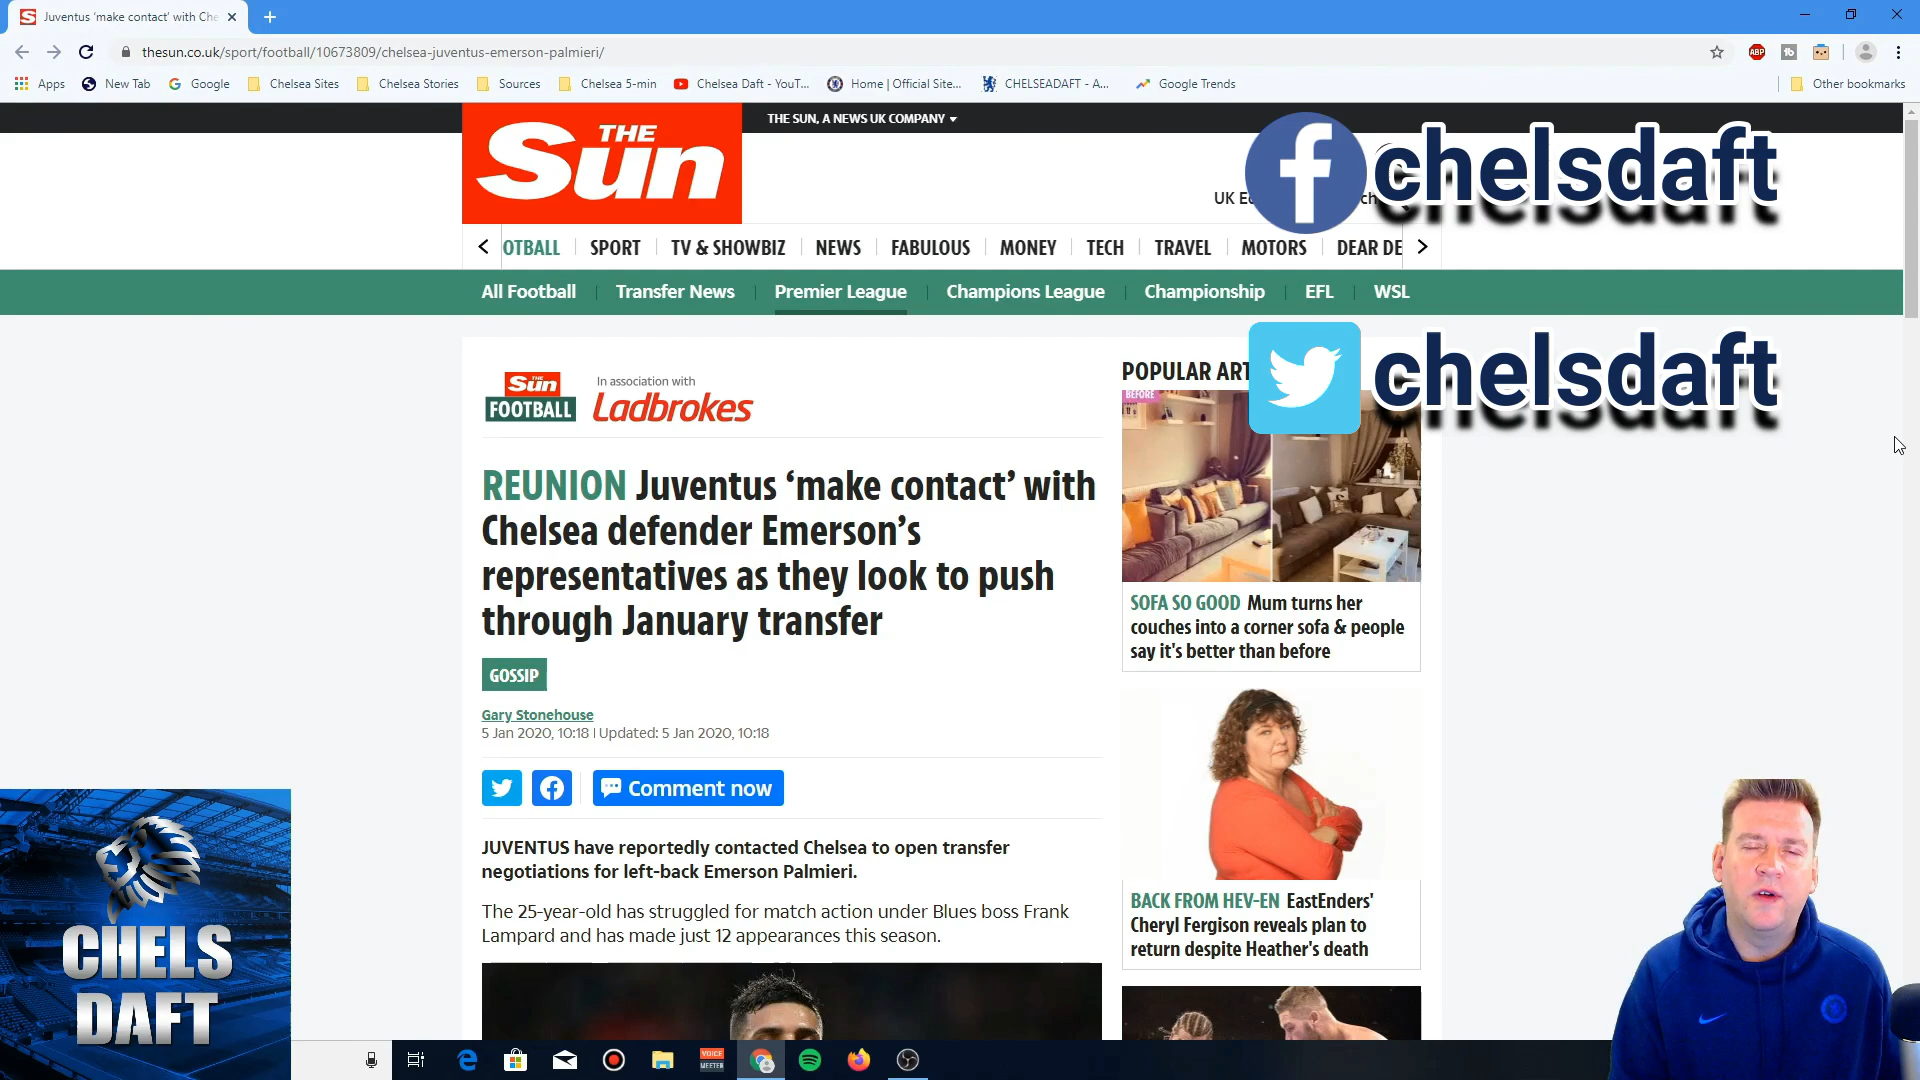 Juventus ‘make contact’ with Che
thesun.co.uk/sport/football/10673809/chelsea-juventus-emerson-palmieri/
ABP
Apps
New Tab
Google
Chelsea Sites
Chelsea Stories
Sources
Chelsea 5-min
Chelsea Daft - YouT...
Home | Official Site...
CHELSEADAFT - A...
Google Trends
Other bookmarks
THE SUN, A NEWS UK COMPANY
THE
Sun
UK E
ch
chelsdaft
OTBALL
SPORT
TV & SHOWBIZ
NEWS
FABULOUS
MONEY
TECH
TRAVEL
MOTORS
DEAR DE
All Football
Transfer News
Premier League
Champions League
Championship
EFL
WSL
chelsdaft
THE
Sun
FOOTBALL
In association with
Ladbrokes
REUNION Juventus ‘make contact’ with
Chelsea defender Emerson’s
representatives as they look to push
through January transfer
GOSSIP
Gary Stonehouse
5 Jan 2020, 10:18 | Updated: 5 Jan 2020, 10:18
Comment now
JUVENTUS have reportedly contacted Chelsea to open transfer
negotiations for left-back Emerson Palmieri.
The 25-year-old has struggled for match action under Blues boss Frank
Lampard and has made just 12 appearances this season.
POPULAR ART
BEFORE
SOFA SO GOOD Mum turns her
couches into a corner sofa & people
say it's better than before
BACK FROM HEV-EN EastEnders'
Cheryl Fergison reveals plan to
return despite Heather's death
CHELS
DAFT
VOICE
MEETER